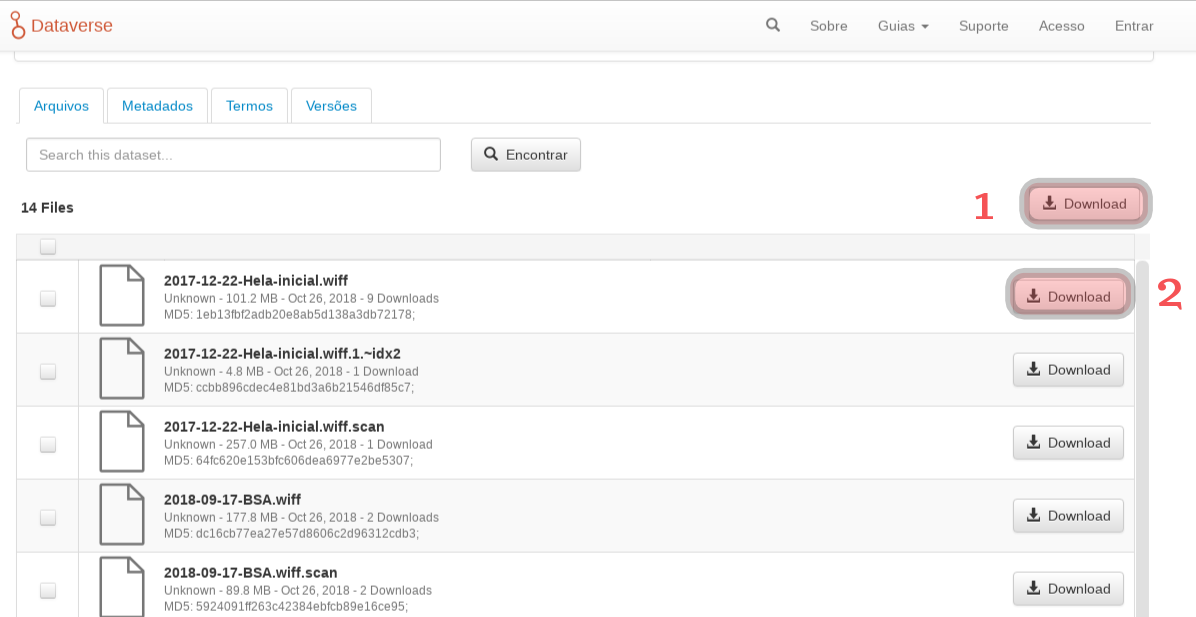 Dataverse
Sobre Guias Suporte Acesso Entrar
Arquivos Metadados Termos Versões
Search this dataset... Encontrar
14 Files
1 Download
2017-12-22-Hela-inicial.wiff
Unknown - 101.2 MB - Oct 26, 2018 - 9 Downloads
MD5: 1eb13fbf2adb20e8ab5d138a3db72178;
Download 2
2017-12-22-Hela-inicial.wiff.1.~idx2
Unknown - 4.8 MB - Oct 26, 2018 - 1 Download
MD5: ccbb896cdec4e81bd3a6b21546df85c7;
Download
2017-12-22-Hela-inicial.wiff.scan
Unknown - 257.0 MB - Oct 26, 2018 - 1 Download
MD5: 64fc620e153bfc606dea6977e2be5307;
Download
2018-09-17-BSA.wiff
Unknown - 177.8 MB - Oct 26, 2018 - 2 Downloads
MD5: dc16cb77ea27e57d8606c2d96312cdb3;
Download
2018-09-17-BSA.wiff.scan
Unknown - 89.8 MB - Oct 26, 2018 - 2 Downloads
MD5: 5924091ff263c42384ebfcb89e16ce95;
Download